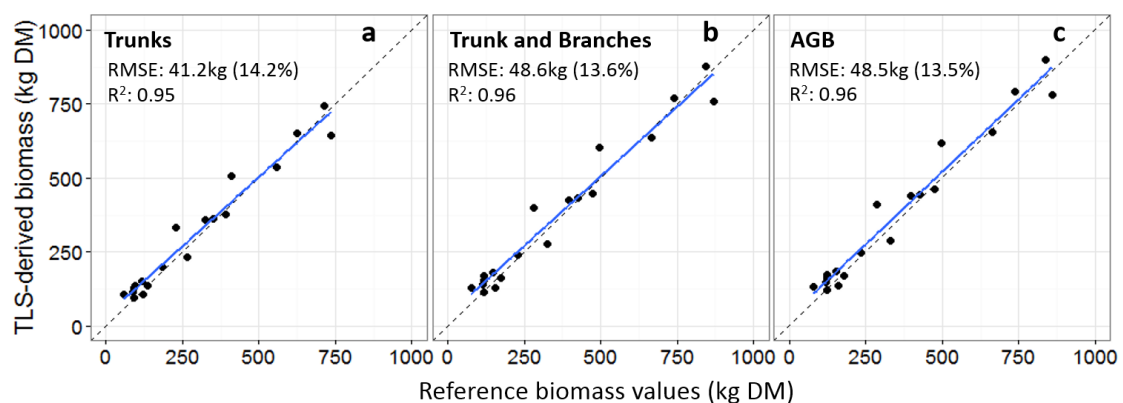 TLS-derived biomass (kg DM)
1000
750
500
250
0
Trunks
a
RMSE: 41.2kg (14.2%)
R²: 0.95
Trunk and Branches
b
RMSE: 48.6kg (13.6%)
R²: 0.96
AGB
c
RMSE: 48.5kg (13.5%)
R²: 0.96
0 250 500 750 1000
0 250 500 750 1000
0 250 500 750 1000
Reference biomass values (kg DM)